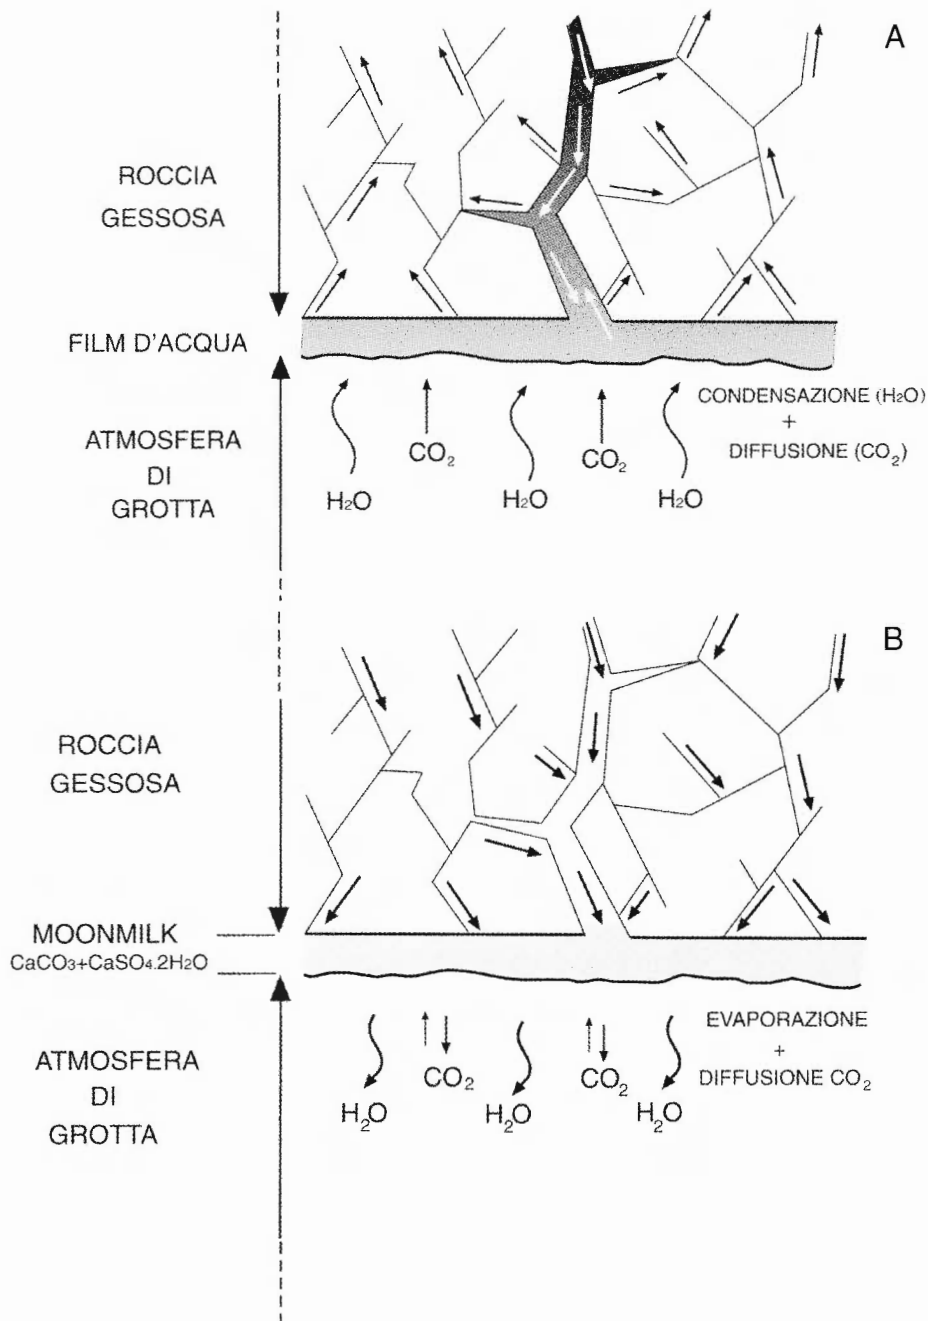 A
ROCCIA
GESSOSA
FILM D'ACQUA
ATMOSFERA
DI
GROTTA
CO₂
CO₂
H₂O
H₂O
H₂O
CONDENSAZIONE (H₂O)
+
DIFFUSIONE (CO₂)
B
ROCCIA
GESSOSA
MOONMILK
CaCO₃+CaSO₄.2H₂O
ATMOSFERA
DI
GROTTA
CO₂
CO₂
H₂O
H₂O
H₂O
EVAPORAZIONE
+
DIFFUSIONE CO₂